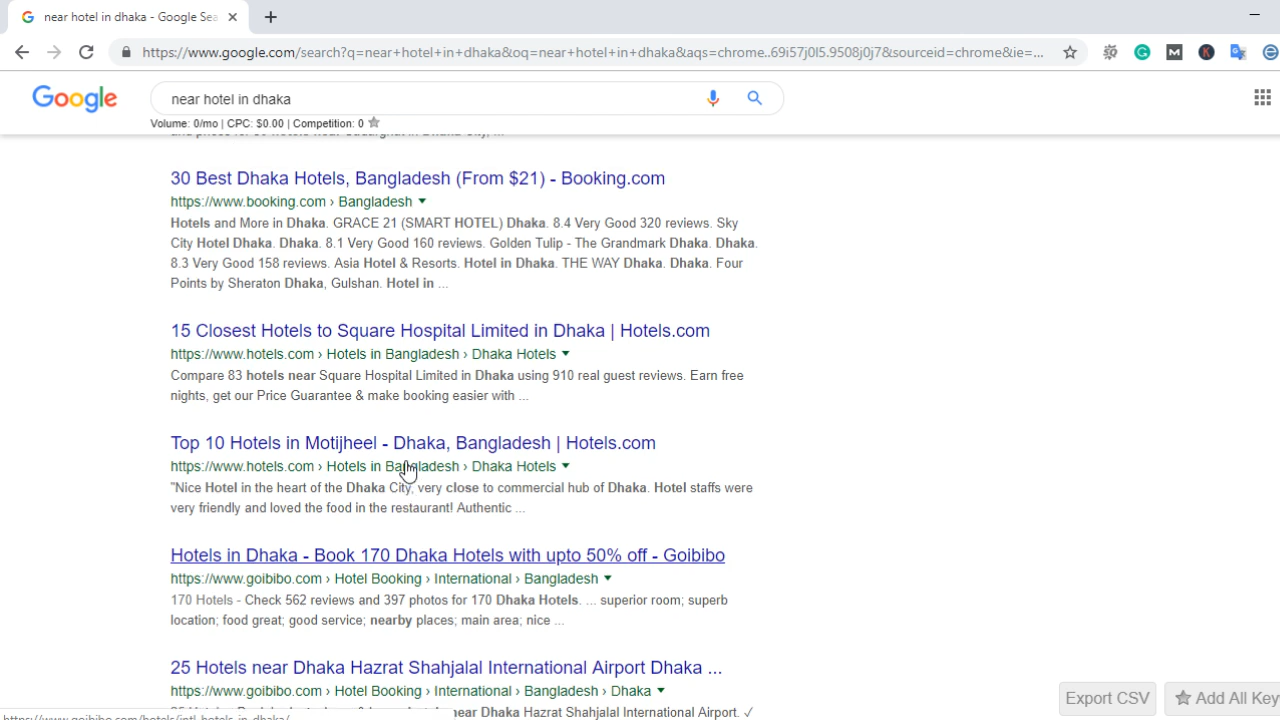 near hotel in dhaka - Google Sea
https://www.google.com/search?q=near+hotel+in+dhaka&oq=near+hotel+in+dhaka&aqs=chrome..69i57j0l5.9508j0j7&sourceid=chrome&ie=...
Google
near hotel in dhaka
Volume: 0/mo | CPC: $0.00 | Competition: 0
30 Best Dhaka Hotels, Bangladesh (From $21) - Booking.com
https://www.booking.com › Bangladesh
Hotels and More in Dhaka. GRACE 21 (SMART HOTEL) Dhaka. 8.4 Very Good 320 reviews. Sky
City Hotel Dhaka. Dhaka. 8.1 Very Good 160 reviews. Golden Tulip - The Grandmark Dhaka. Dhaka.
8.3 Very Good 158 reviews. Asia Hotel & Resorts. Hotel in Dhaka. THE WAY Dhaka. Dhaka. Four
Points by Sheraton Dhaka, Gulshan. Hotel in ...
15 Closest Hotels to Square Hospital Limited in Dhaka | Hotels.com
https://www.hotels.com › Hotels in Bangladesh › Dhaka Hotels
Compare 83 hotels near Square Hospital Limited in Dhaka using 910 real guest reviews. Earn free
nights, get our Price Guarantee & make booking easier with ...
Top 10 Hotels in Motijheel - Dhaka, Bangladesh | Hotels.com
https://www.hotels.com › Hotels in Bangladesh › Dhaka Hotels
"Nice Hotel in the heart of the Dhaka City, very close to commercial hub of Dhaka. Hotel staffs were
very friendly and loved the food in the restaurant! Authentic ...
Hotels in Dhaka - Book 170 Dhaka Hotels with upto 50% off - Goibibo
https://www.goibibo.com › Hotel Booking › International › Bangladesh
170 Hotels - Check 562 reviews and 397 photos for 170 Dhaka Hotels. ... superior room; superb
location; food great; good service; nearby places; main area; nice ...
25 Hotels near Dhaka Hazrat Shahjalal International Airport Dhaka ...
https://www.goibibo.com › Hotel Booking › International › Bangladesh › Dhaka
near Dhaka Hazrat Shahjalal International Airport. ✓
Export CSV
Add All Key